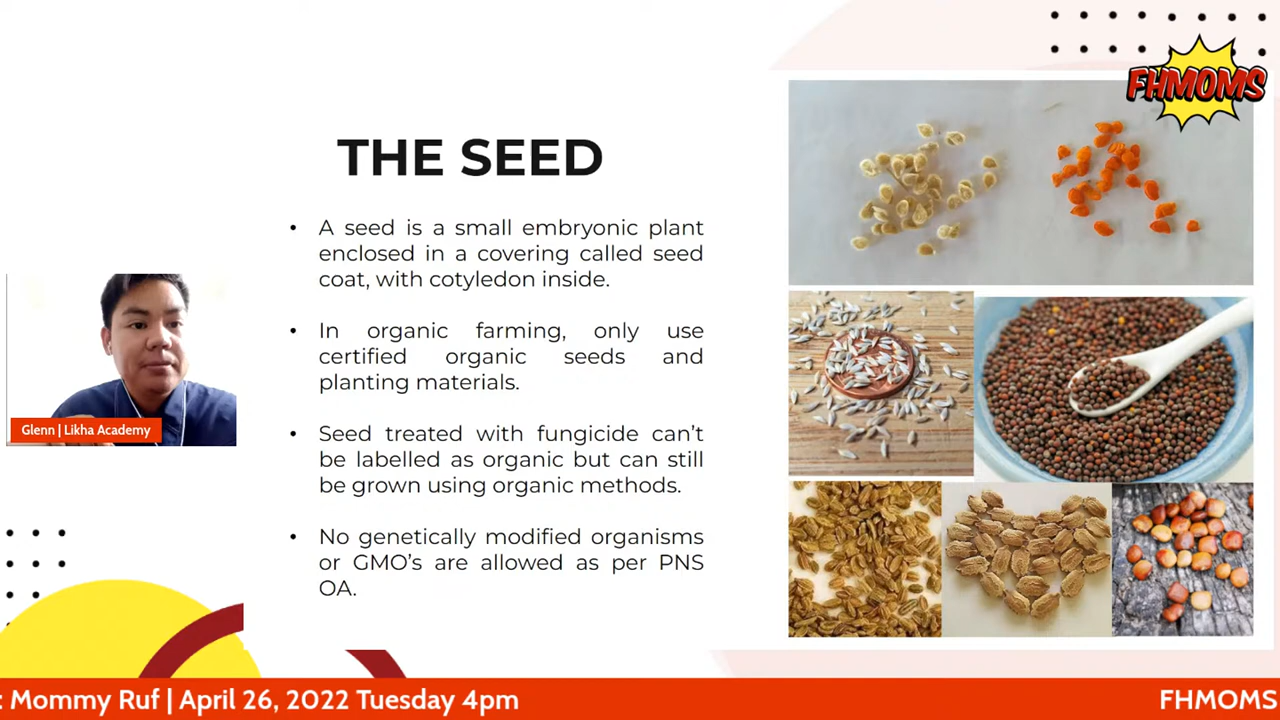 FHMOMS
THE SEED
• A seed is a small embryonic plant
enclosed in a covering called seed
coat, with cotyledon inside.
• In organic farming, only use
certified organic seeds and
planting materials.
• Seed treated with fungicide can't
be labelled as organic but can still
be grown using organic methods.
• No genetically modified organisms
or GMO's are allowed as per PNS
OA.
Glenn | Likha Academy
: Mommy Ruf | April 26, 2022 Tuesday 4pm
FHMOMS